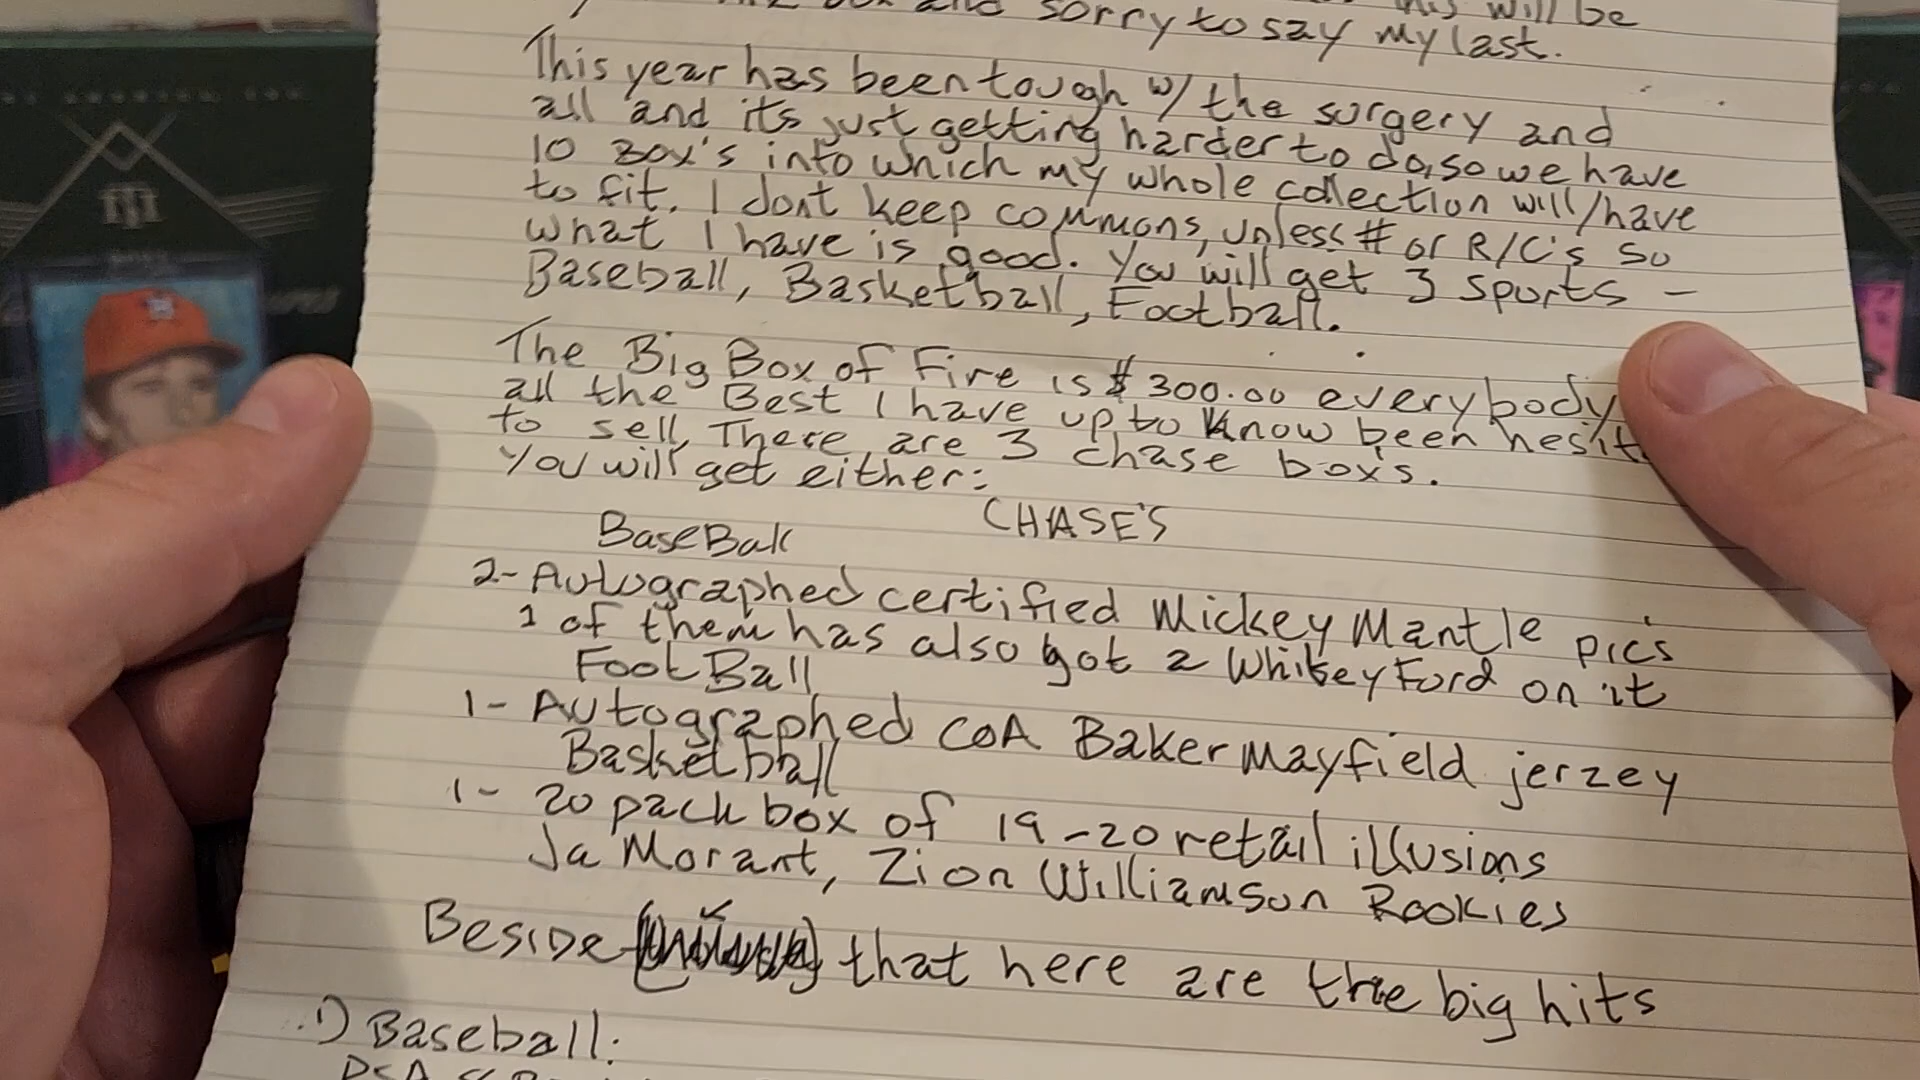 box and sorry to say my last.
This year has been tough w/ the surgery and
all and its just getting harder to do, so we have
10 Box's into which my whole collection will/have
to fit. I dont keep commons, unless # or R/C's so
what I have is good. You will get 3 sports -
Baseball, Basketball, Football.
The Big Box of Fire is $300.00 everybody
all the Best I have up to know been hesit
to sell, There are 3 chase boxs.
You will get either:
CHASE'S
BaseBall
2- Autographed certified Mickey Mantle pic's
1 of them has also got a Whitey Ford on it
FootBall
1- Autographed COA Baker Mayfield jerzey
Basketball
1- 20 pack box of 19-20 retail illusions
Ja Morant, Zion Williamson Rookies
Beside that here are the big hits
1) Baseball:
PSA